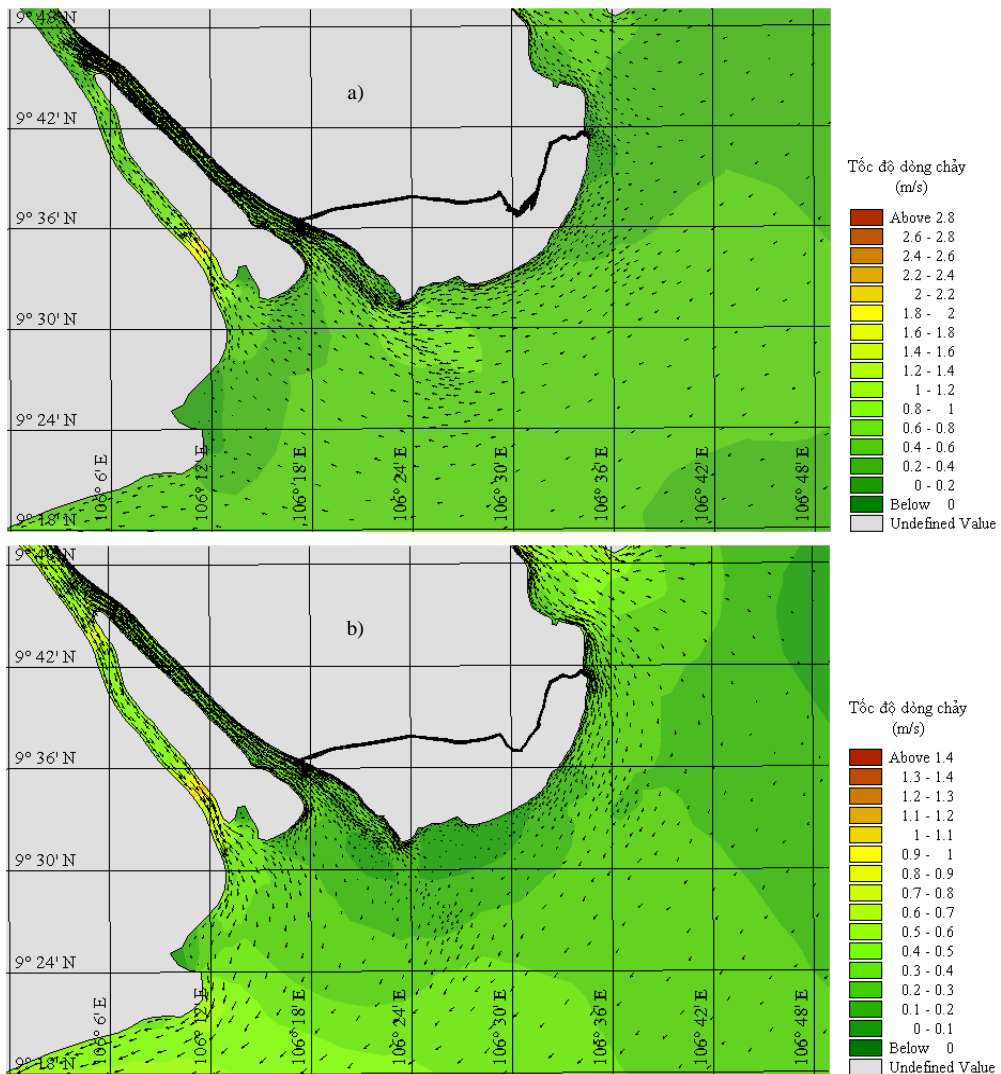 9° 48' N
a)
9° 42' N
9° 36' N
9° 30' N
9° 24' N
9° 18' N
106° 6' E
106° 12' E
106° 18' E
106° 24' E
106° 30' E
106° 36' E
106° 42' E
106° 48' E
Tốc độ dòng chảy
(m/s)
Above 2.8
2.6 - 2.8
2.4 - 2.6
2.2 - 2.4
2 - 2.2
1.8 - 2
1.6 - 1.8
1.4 - 1.6
1.2 - 1.4
1 - 1.2
0.8 - 1
0.6 - 0.8
0.4 - 0.6
0.2 - 0.4
0 - 0.2
Below 0
Undefined Value
9° 48' N
b)
9° 42' N
9° 36' N
9° 30' N
9° 24' N
9° 18' N
106° 6' E
106° 12' E
106° 18' E
106° 24' E
106° 30' E
106° 36' E
106° 42' E
106° 48' E
Tốc độ dòng chảy
(m/s)
Above 1.4
1.3 - 1.4
1.2 - 1.3
1.1 - 1.2
1 - 1.1
0.9 - 1
0.8 - 0.9
0.7 - 0.8
0.6 - 0.7
0.5 - 0.6
0.4 - 0.5
0.3 - 0.4
0.2 - 0.3
0.1 - 0.2
0 - 0.1
Below 0
Undefined Value